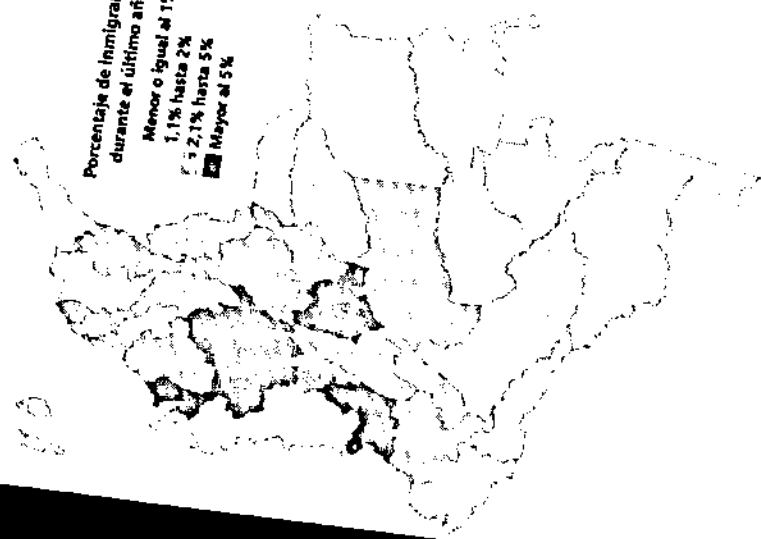 Porcentaje de Inmigra
durante el último añ
Menor o igual al 1%
1,1% hasta 2%
2,1% hasta 5%
Mayor al 5%